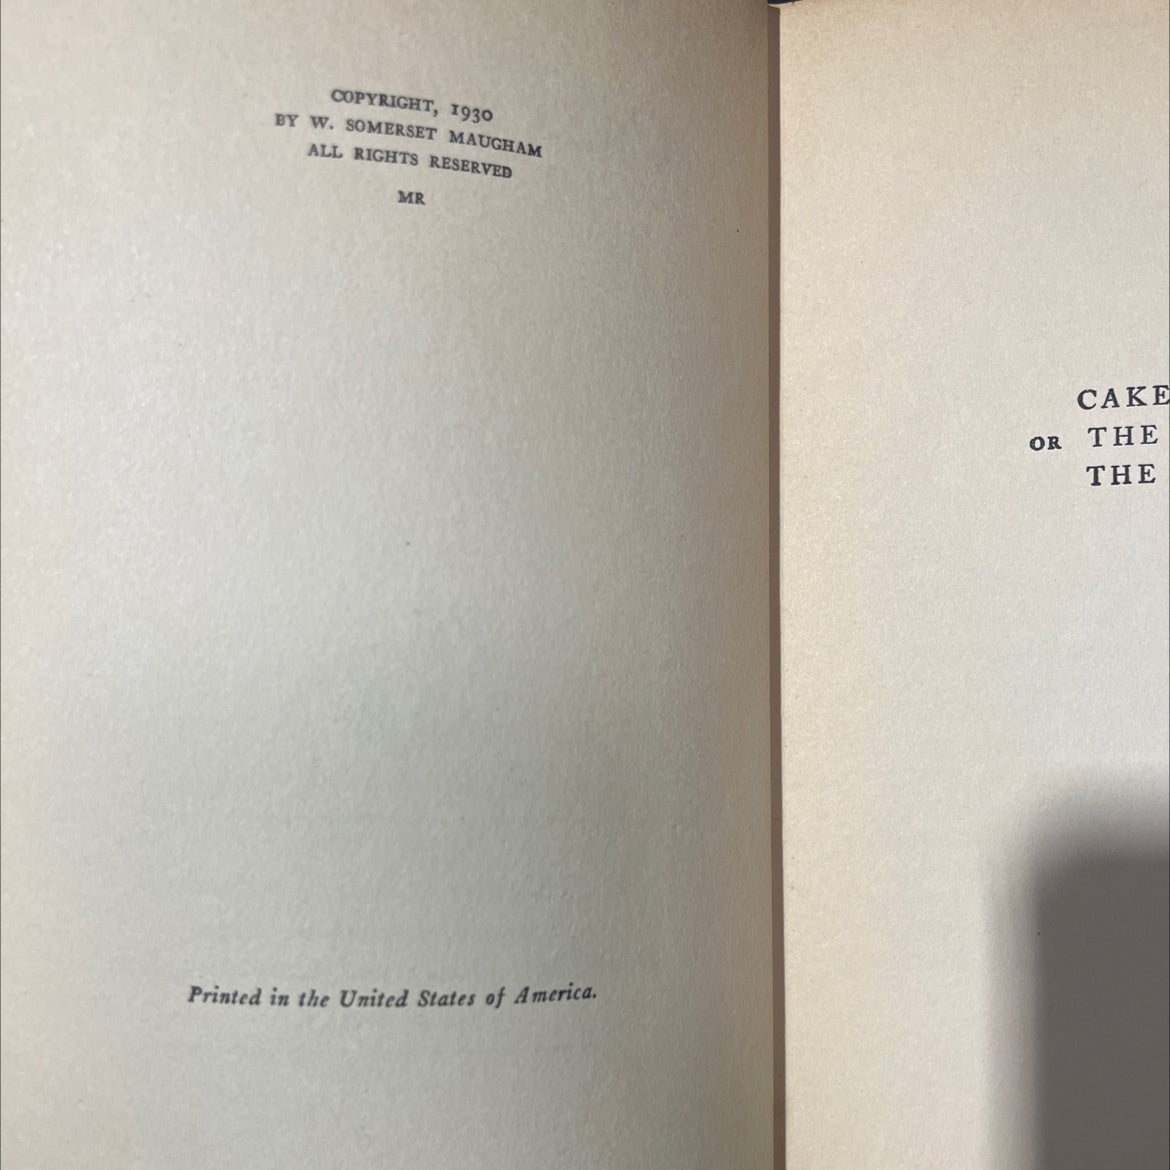 COPYRIGHT, 1930
BY W. SOMERSET MAUGHAM
ALL RIGHTS RESERVED
MR
Printed in the United States of America.
CAKE
OR THE
THE